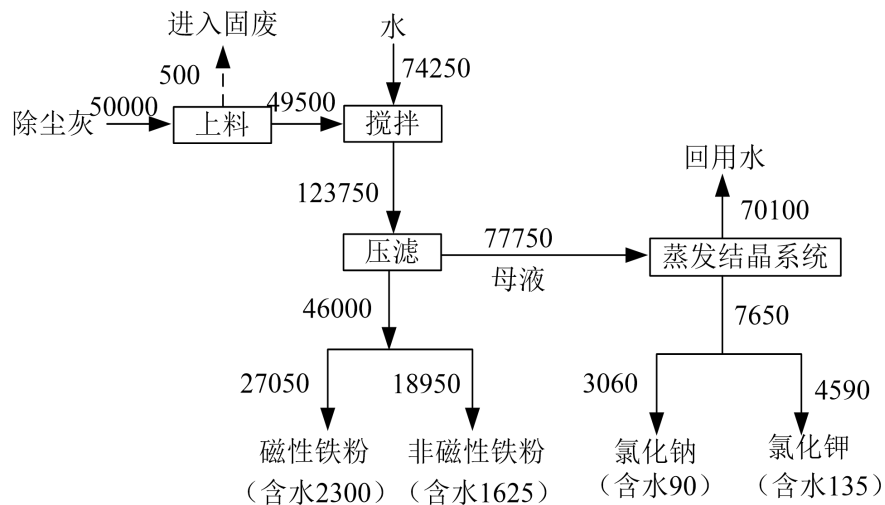 进入固废
水
500
74250
50000
49500
除尘灰
上料
搅拌
回用水
123750
70100
77750
压滤
蒸发结晶系统
母液
46000
7650
27050
18950
3060
4590
磁性铁粉
非磁性铁粉
氯化钠
氯化钾
（含水2300）
（含水1625）
（含水90）
（含水135）